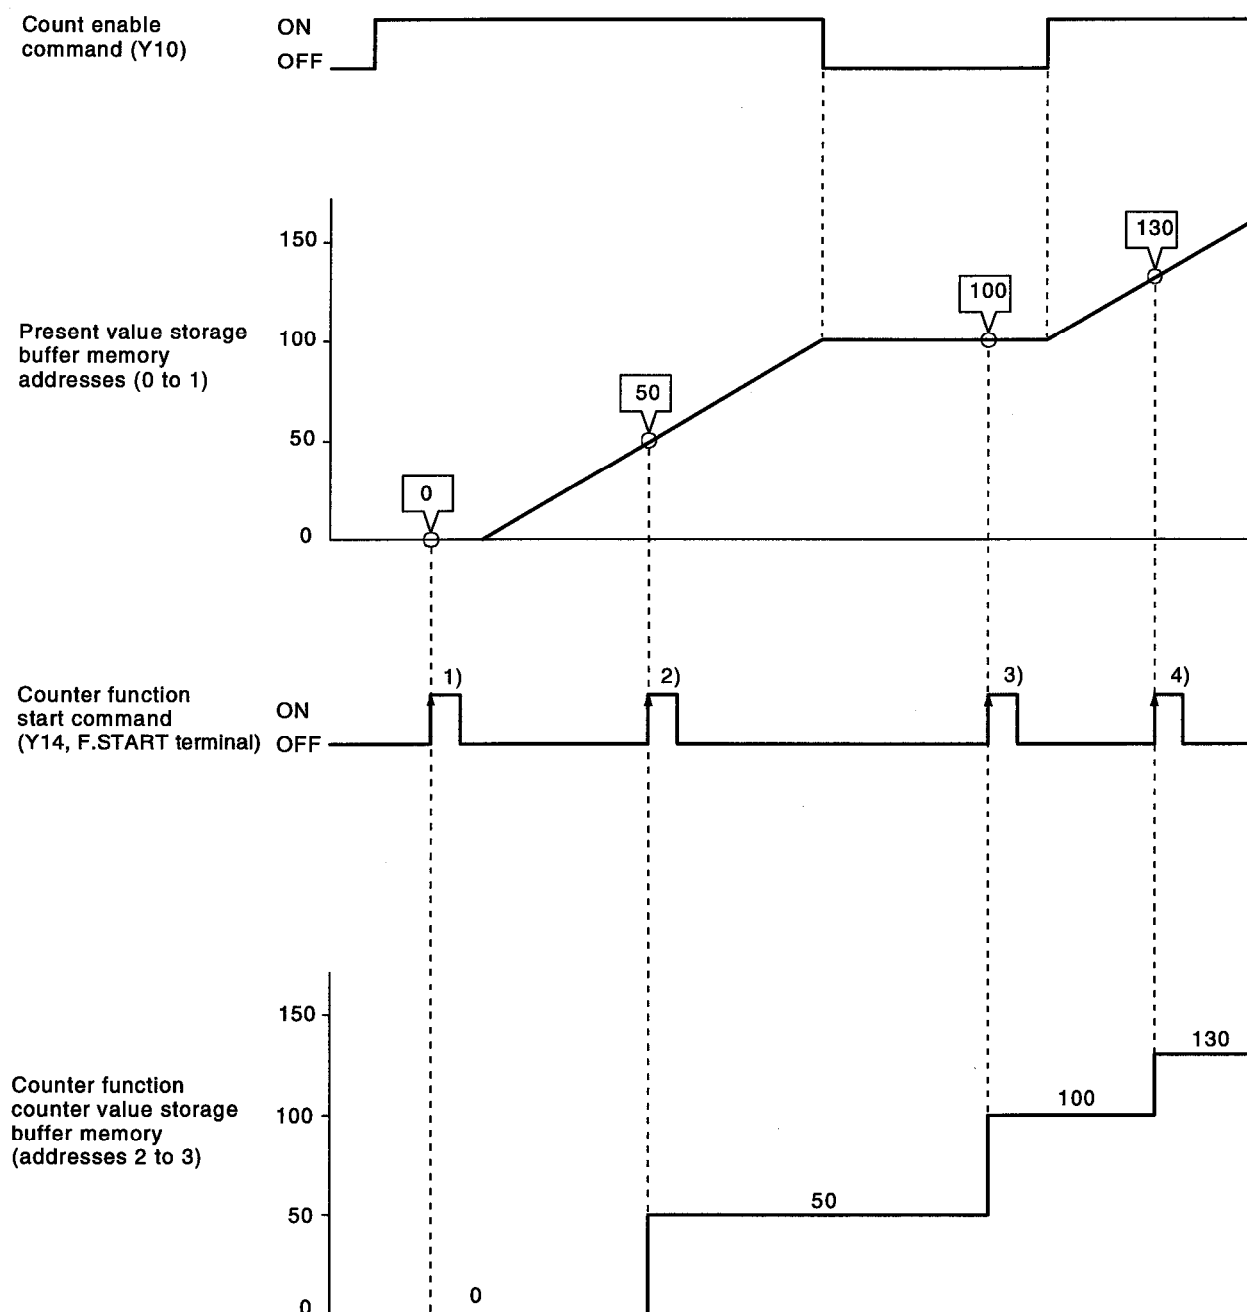 Count enable
command (Y10)
ON
OFF
150
100
50
0
Present value storage
buffer memory
addresses (0 to 1)
0
50
100
130
Counter function
start command
(Y14, F.START terminal)
ON
OFF
1)
2)
3)
4)
Counter function
counter value storage
buffer memory
(addresses 2 to 3)
150
100
50
0
0
50
100
130